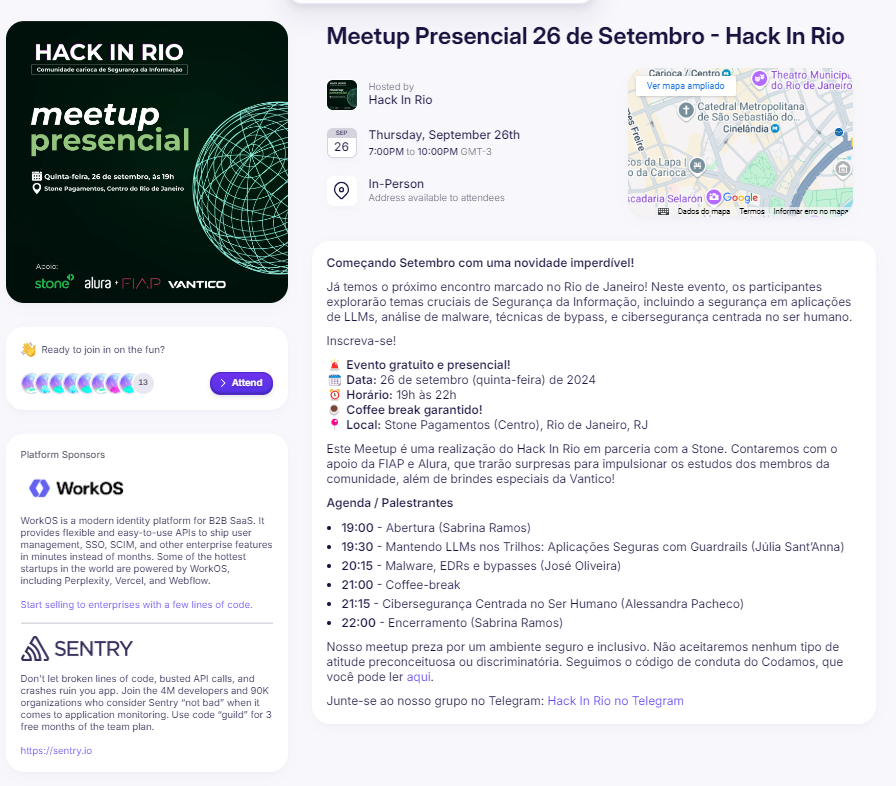 HACK IN RIO
Comunidade carioca de Segurança da Informação
meetup
presencial
Quinta-feira, 26 de setembro, às 19h
Stone Pagamentos, Centro do Rio de Janeiro
Apoio:
stone alura + FIAP VANTICO
👋 Ready to join in on the fun?
13
Attend
Platform Sponsors
WorkOS
WorkOS is a modern identity platform for B2B SaaS. It
provides flexible and easy-to-use APIs to ship user
management, SSO, SCIM, and other enterprise features
in minutes instead of months. Some of the hottest
startups in the world are powered by WorkOS,
including Perplexity, Vercel, and Webflow.
Start selling to enterprises with a few lines of code.
SENTRY
Don't let broken lines of code, busted API calls, and
crashes ruin you app. Join the 4M developers and 90K
organizations who consider Sentry “not bad” when it
comes to application monitoring. Use code “guild” for 3
free months of the team plan.
https://sentry.io
Meetup Presencial 26 de Setembro - Hack In Rio
Hosted by
Hack In Rio
SEP
26
Thursday, September 26th
7:00PM to 10:00PM GMT-3
In-Person
Address available to attendees
Carioca / Centro
Theatro Municip
do Rio de Janeiro
Ver mapa ampliado
Catedral Metropolitana
de São Sebastião do...
Cinelândia
os da Lapa |
o da Carioca
scadaria Selarón
Google
Dados do mapa
Termos
Informar erro no mapa
Começando Setembro com uma novidade imperdível!
Já temos o próximo encontro marcado no Rio de Janeiro! Neste evento, os participantes
explorarão temas cruciais de Segurança da Informação, incluindo a segurança em aplicações
de LLMs, análise de malware, técnicas de bypass, e cibersegurança centrada no ser humano.
Inscreva-se!
🚨 Evento gratuito e presencial!
📅 Data: 26 de setembro (quinta-feira) de 2024
⏰ Horário: 19h às 22h
☕ Coffee break garantido!
📍 Local: Stone Pagamentos (Centro), Rio de Janeiro, RJ
Este Meetup é uma realização do Hack In Rio em parceria com a Stone. Contaremos com o
apoio da FIAP e Alura, que trarão surpresas para impulsionar os estudos dos membros da
comunidade, além de brindes especiais da Vantico!
Agenda / Palestrantes
• 19:00 - Abertura (Sabrina Ramos)
• 19:30 - Mantendo LLMs nos Trilhos: Aplicações Seguras com Guardrails (Júlia Sant’Anna)
• 20:15 - Malware, EDRs e bypasses (José Oliveira)
• 21:00 - Coffee-break
• 21:15 - Cibersegurança Centrada no Ser Humano (Alessandra Pacheco)
• 22:00 - Encerramento (Sabrina Ramos)
Nosso meetup preza por um ambiente seguro e inclusivo. Não aceitaremos nenhum tipo de
atitude preconceituosa ou discriminatória. Seguimos o código de conduta do Codamos, que
você pode ler aqui.
Junte-se ao nosso grupo no Telegram: Hack In Rio no Telegram